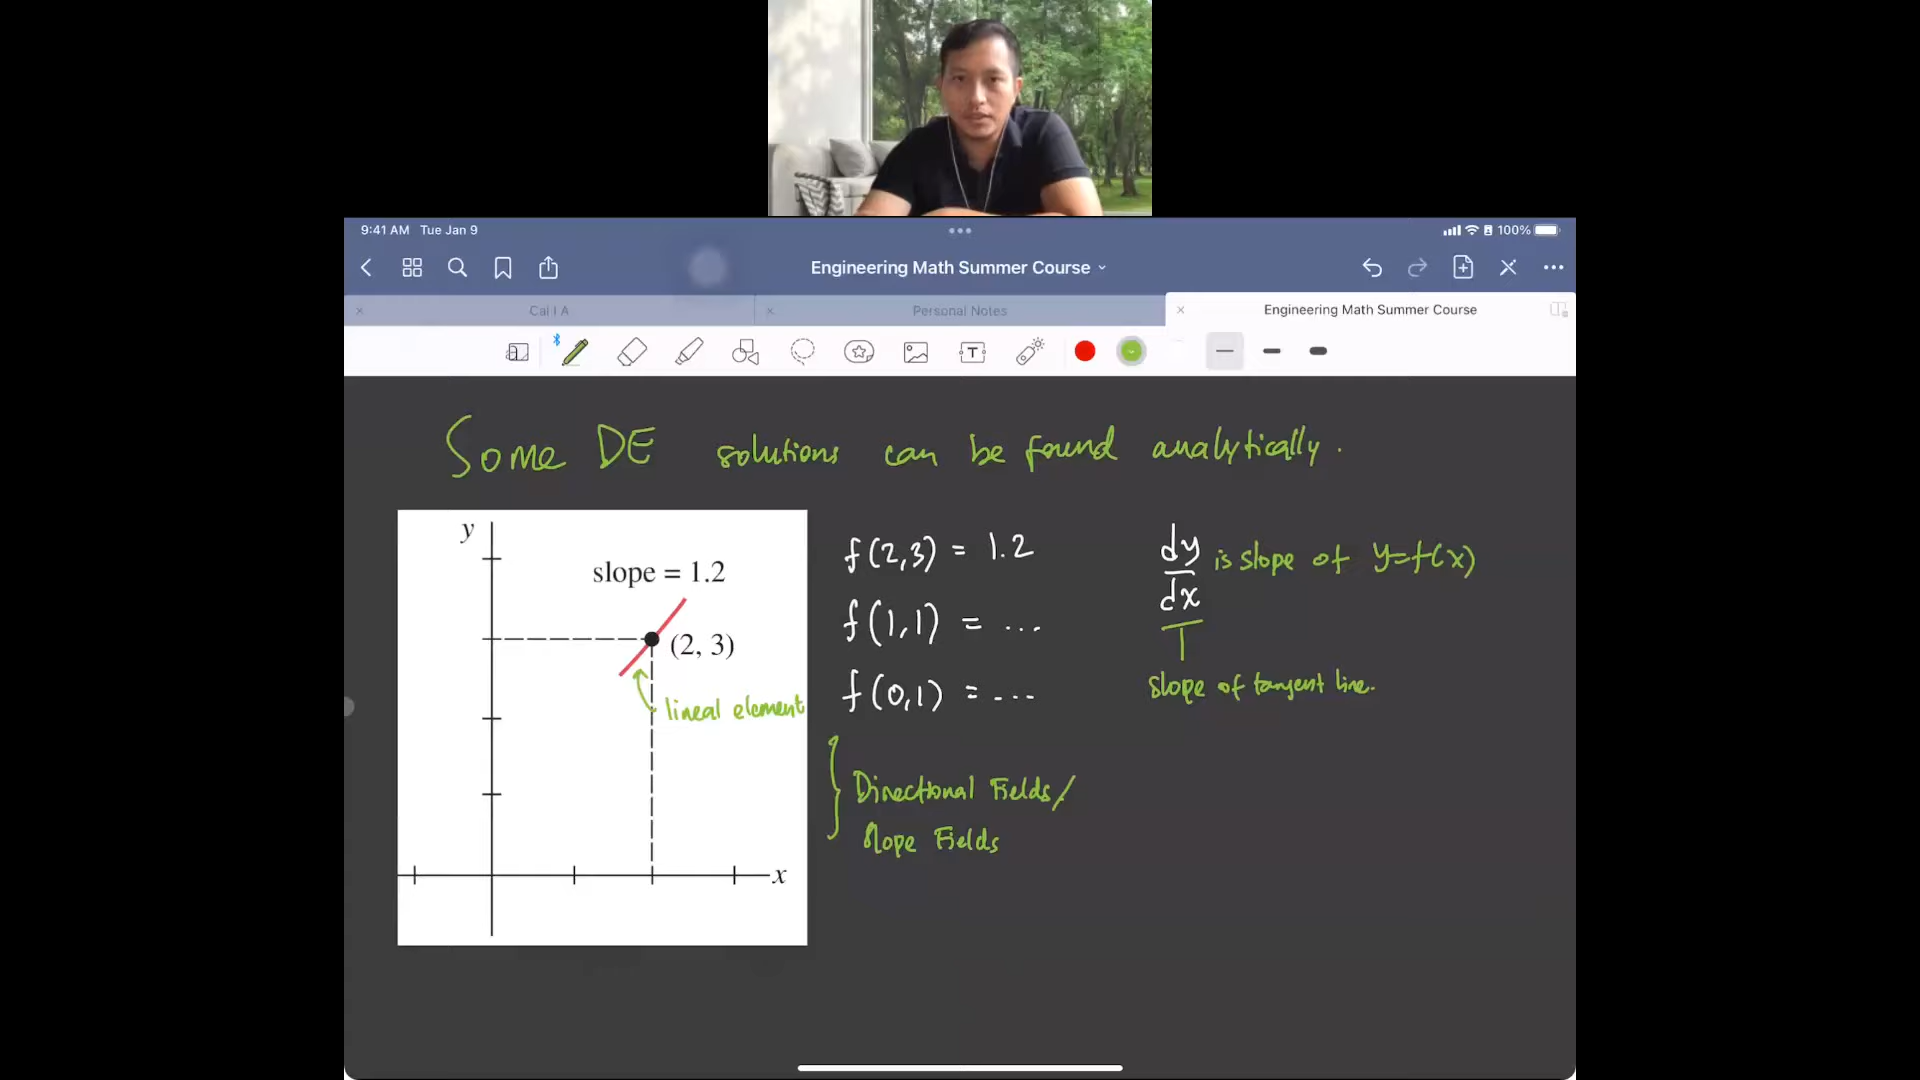 9:41 AM Tue Jan 9
100%
Engineering Math Summer Course
Cal I A
Personal Notes
Engineering Math Summer Course
Some DE solutions can be found analytically.
y
slope = 1.2
(2, 3)
lineal element
x
f(2,3) = 1.2
f(1,1) = ...
f(0,1) = ...
Directional Fields/
Slope Fields
dy/dx is slope of y=f(x)
slope of tangent line.